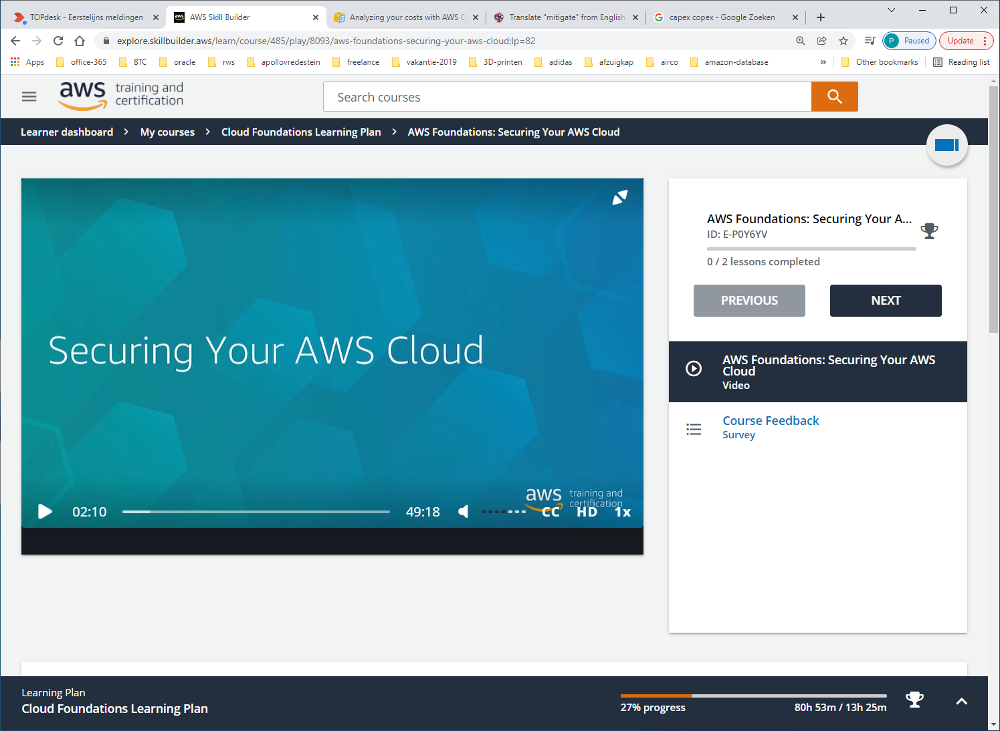 TOPdesk - Eerstelijns meldingen
AWS Skill Builder
Analyzing your costs with AWS C
Translate "mitigate" from English
capex copex - Google Zoeken
explore.skillbuilder.aws/learn/course/485/play/8093/aws-foundations-securing-your-aws-cloud;lp=82
P Paused
Update
Apps office-365 BTC oracle rws apollovredestein freelance vakantie-2019 3D-printen adidas afzuigkap airco amazon-database » Other bookmarks Reading list
aws training and certification
Search courses
Learner dashboard > My courses > Cloud Foundations Learning Plan > AWS Foundations: Securing Your AWS Cloud
Securing Your AWS Cloud
aws training and certification
02:10 49:18 CC HD 1x
AWS Foundations: Securing Your A...
ID: E-P0Y6YV
0 / 2 lessons completed
PREVIOUS NEXT
AWS Foundations: Securing Your AWS
Cloud
Video
Course Feedback
Survey
Learning Plan
Cloud Foundations Learning Plan
27% progress 80h 53m / 13h 25m